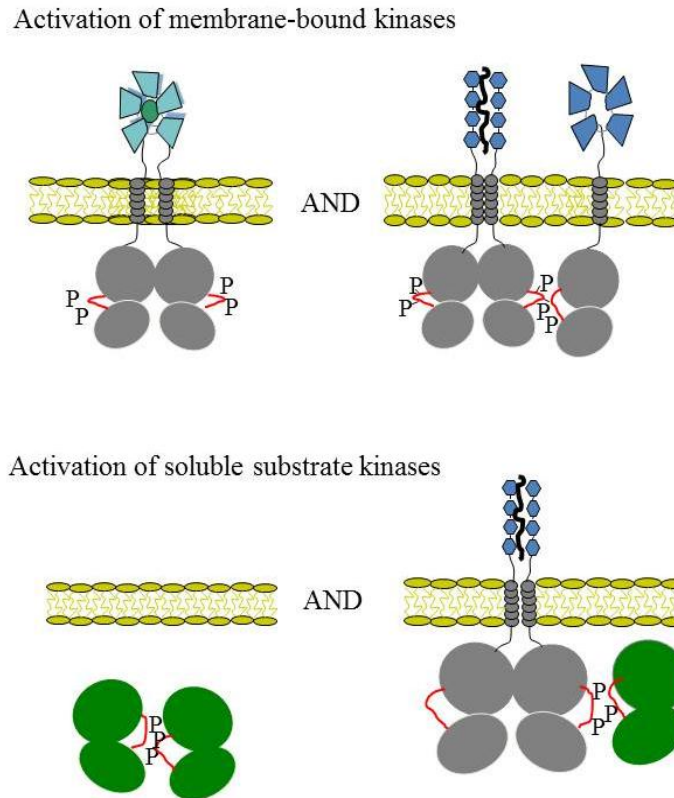 Activation of membrane-bound kinases
AND
P
P
P
P
P
P
P
P
P
Activation of soluble substrate kinases
AND
P
P
P
P
P
P